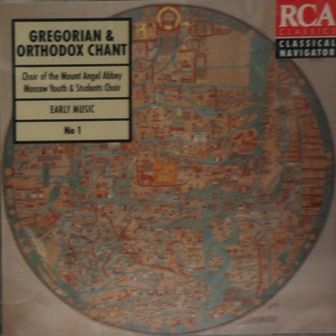 GREGORIAN &
ORTHODOX CHANT
Choir of the Mount Angel Abbey
Moscow Youth & Students Choir
EARLY MUSIC
No 1
RCA
CLASSICS
CLASSICAL
NAVIGATOR